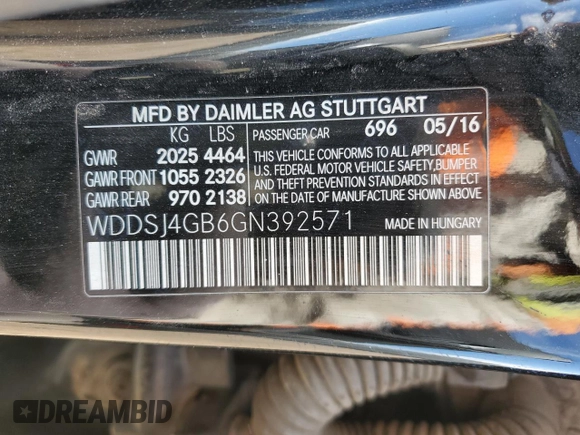 MFD BY DAIMLER AG STUTTGART
KG LBS
GVWR 2025 4464
GAWR FRONT 1055 2326
GAWR REAR 970 2138
PASSENGER CAR 696 05/16
THIS VEHICLE CONFORMS TO ALL APPLICABLE
U.S. FEDERAL MOTOR VEHICLE SAFETY, BUMPER
AND THEFT PREVENTION STANDARDS IN EFFECT
ON THE DATE OF MANUFACTURE SHOWN ABOVE
WDDSJ4GB6GN392571
MADE IN HUNGARY
DREAMBID